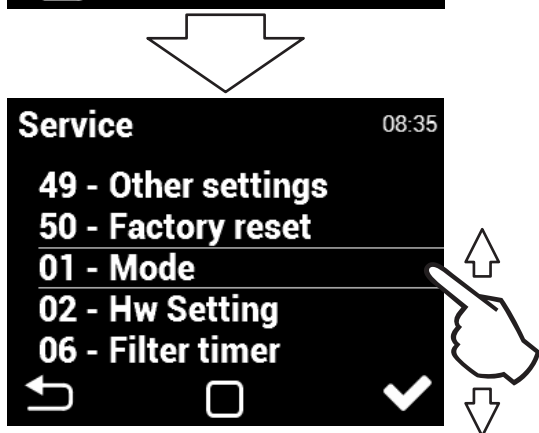 Service 08:35
49 - Other settings
50 - Factory reset
01 - Mode
02 - Hw Setting
06 - Filter timer